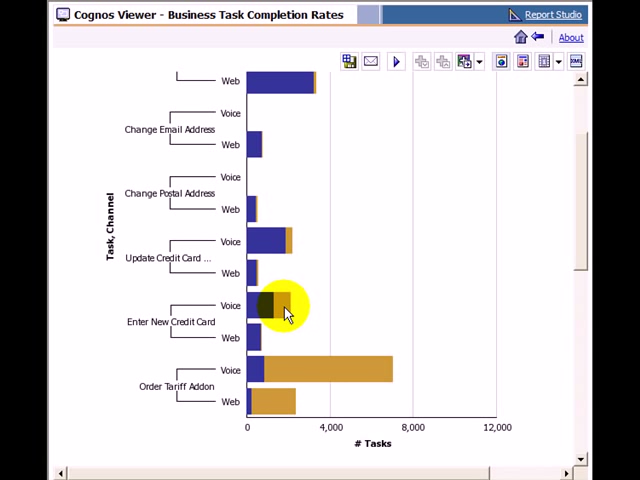 Cognos Viewer - Business Task Completion Rates
Report Studio
About
Web
Voice
Change Email Address
Web
Voice
Change Postal Address
Web
Voice
Update Credit Card ...
Web
Voice
Enter New Credit Card
Web
Voice
Order Tariff Addon
Web
Task, Channel
0 4,000 8,000 12,000
# Tasks